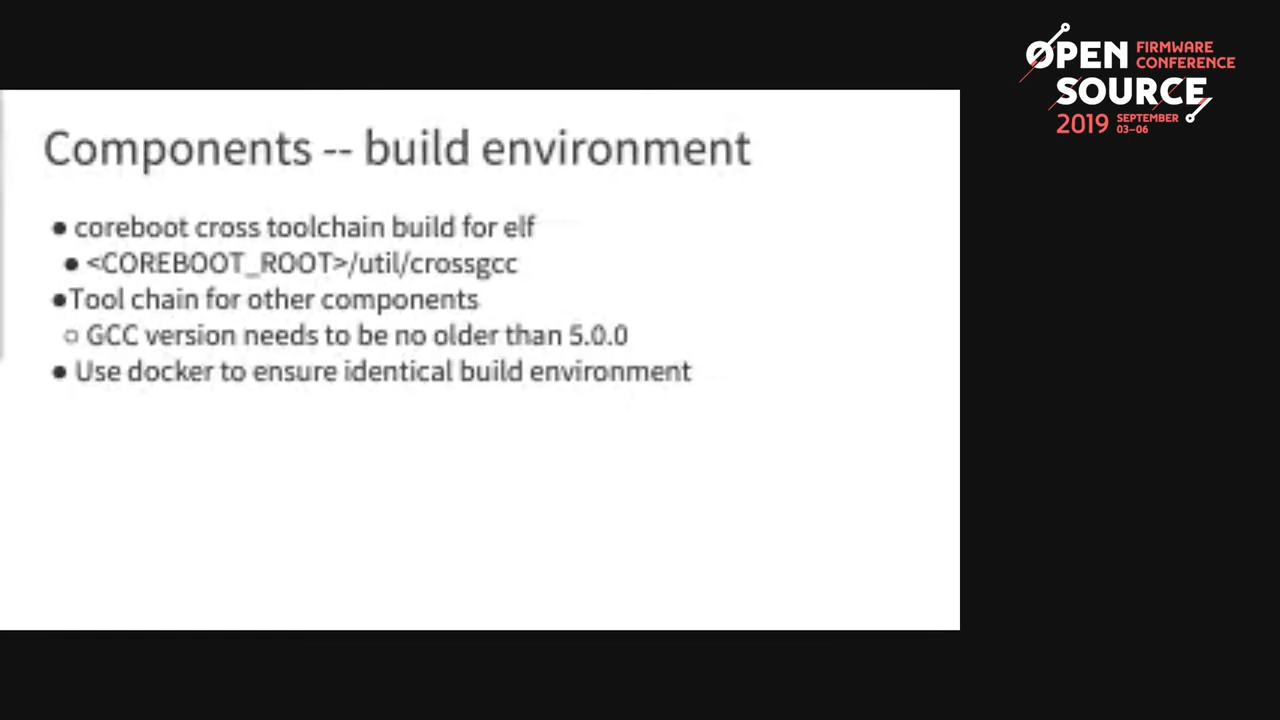 OPEN FIRMWARE CONFERENCE
SOURCE
2019 SEPTEMBER 03–06
Components -- build environment
● coreboot cross toolchain build for elf
● <COREBOOT_ROOT>/util/crossgcc
●Tool chain for other components
○ GCC version needs to be no older than 5.0.0
● Use docker to ensure identical build environment